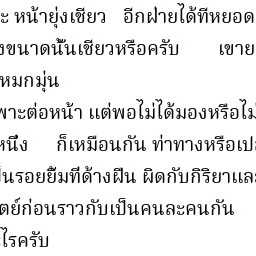 ะ หน้ายุ่งเชียว   อีกฝ่ายได้ทีหยอด
งขนาดนั้นเชียวหรือครับ       เขาย
หมกมุ่น
พาะต่อหน้า แต่พอไม่ได้มองหรือไม
หนึ่ง     ก็เหมือนกัน ท่าทางหรือเป
ป็นรอยยิ้มที่ด้างฝืน ผิดกับกิริยาแล
ตย์ก่อนราวกับเป็นคนละคนกัน
ไรครับ